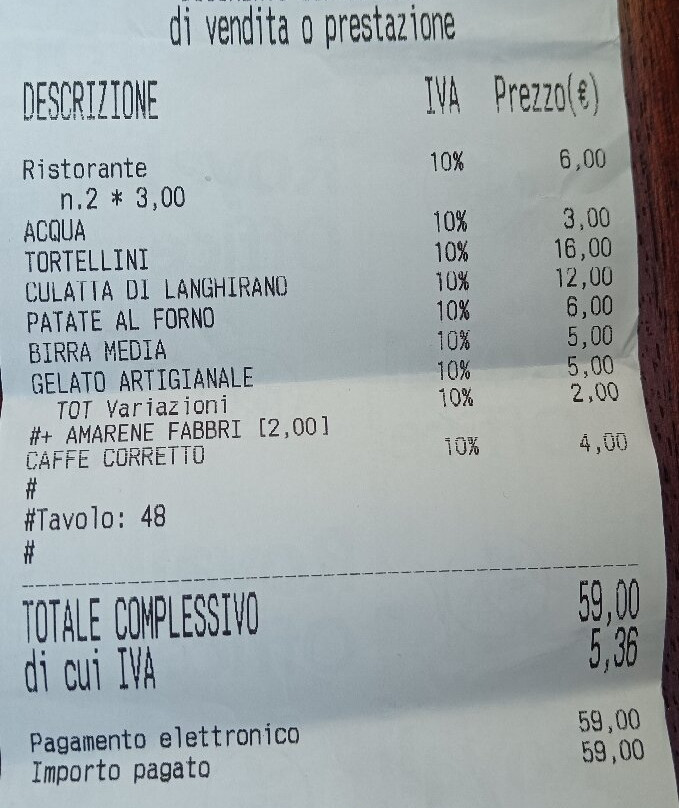 di vendita o prestazione
DESCRIZIONE IVA Prezzo(€)
Ristorante 10% 6,00
n.2 * 3,00
ACQUA 10% 3,00
TORTELLINI 10% 16,00
CULATTA DI LANGHIRANO 10% 12,00
PATATE AL FORNO 10% 6,00
BIRRA MEDIA 10% 5,00
GELATO ARTIGIANALE 10% 5,00
TOT Variazioni 10% 2,00
#+ AMARENE FABBRI [2,00]
CAFFE CORRETTO 10% 4,00
#
#Tavolo: 48
#
TOTALE COMPLESSIVO 59,00
di cui IVA 5,36
Pagamento elettronico 59,00
Importo pagato 59,00